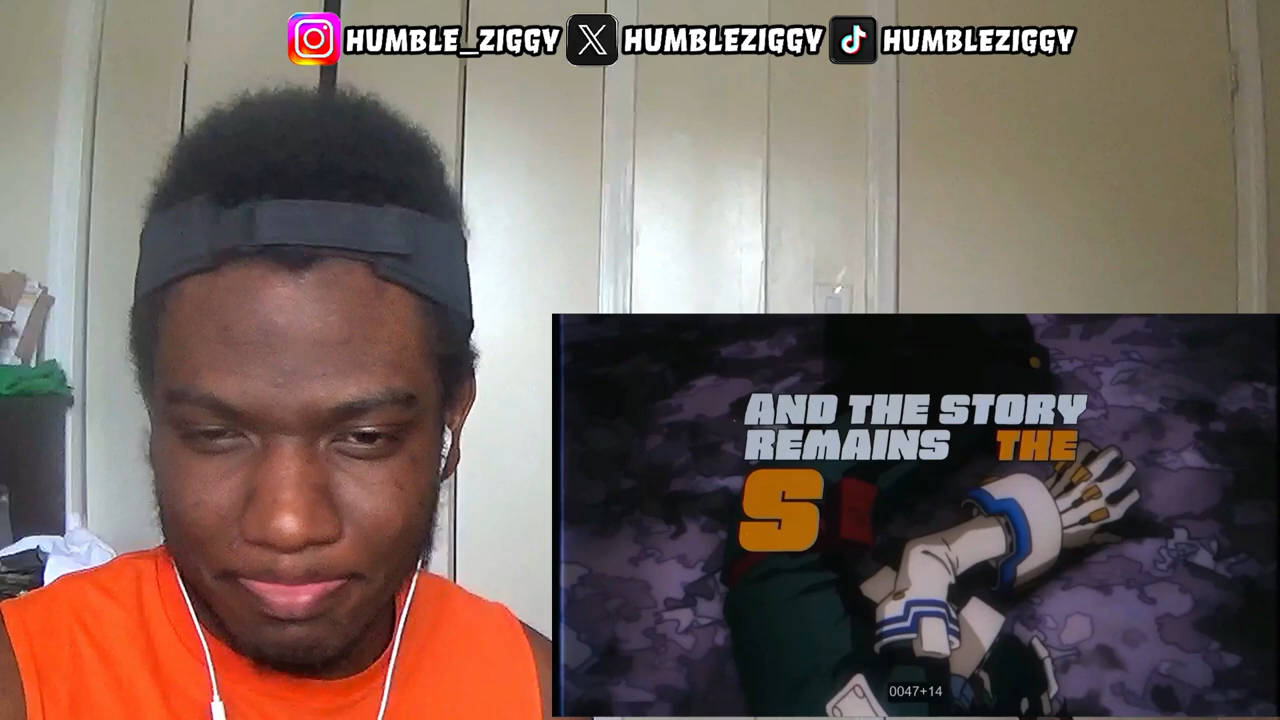 HUMBLE_ZIGGY HUMBLEZIGGY HUMBLEZIGGY
AND THE STORY
REMAINS THE
S
0047+14